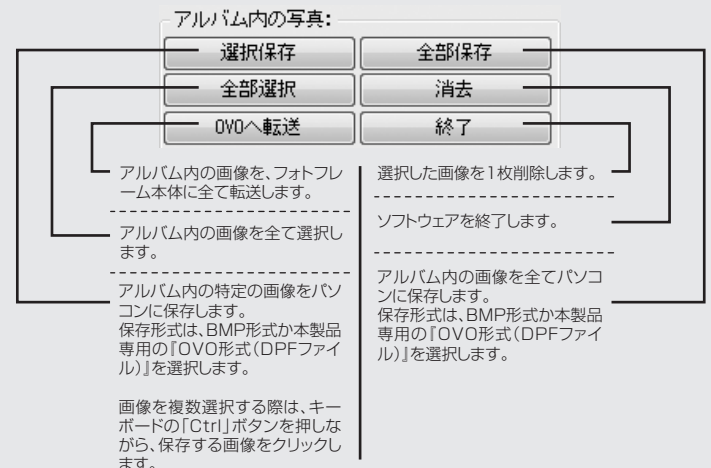 アルバム内の写真:
選択保存
全部保存
全部選択
消去
OVOへ転送
終了
アルバム内の画像を、フォトフレ
ーム本体に全て転送します。
アルバム内の画像を全て選択し
ます。
アルバム内の特定の画像をパソ
コンに保存します。
保存形式は、BMP形式か本製品
専用の『OVO形式(DPFファイ
ル)』を選択します。
画像を複数選択する際は、キー
ボードの「Ctrl」ボタンを押しな
がら、保存する画像をクリックし
ます。
選択した画像を1枚削除します。
ソフトウェアを終了します。
アルバム内の画像を全てパソコ
ンに保存します。
保存形式は、BMP形式か本製品
専用の『OVO形式(DPFファイ
ル)』を選択します。